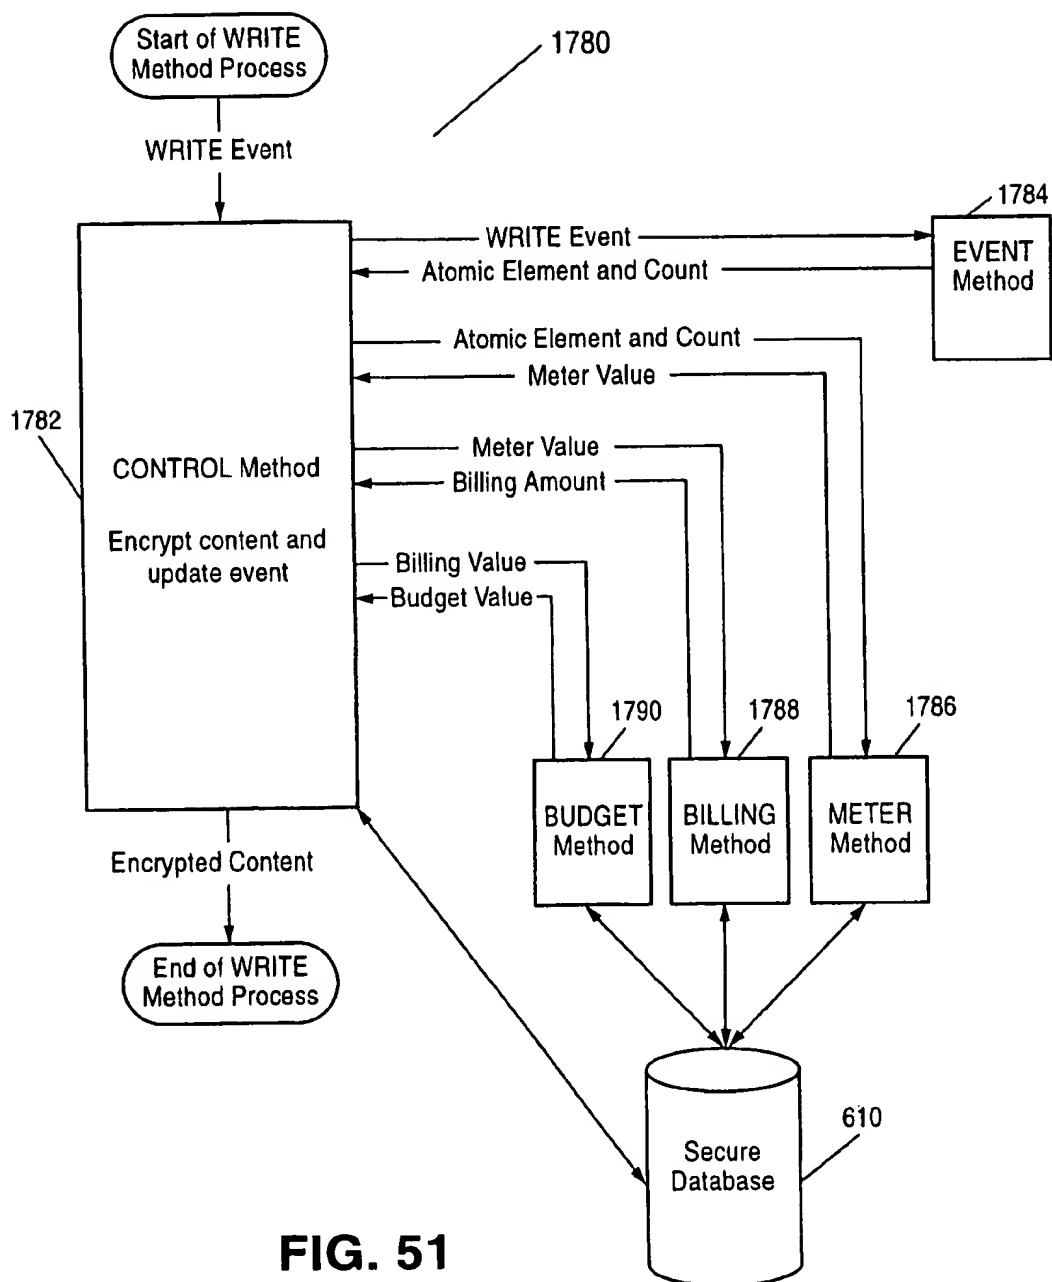 Start of WRITE
Method Process
1780
WRITE Event
1784
WRITE Event
EVENT
Method
Atomic Element and Count
Atomic Element and Count
Meter Value
1782
CONTROL Method
Encrypt content and
update event
Meter Value
Billing Amount
Billing Value
Budget Value
1790
1788
1786
BUDGET
Method
BILLING
Method
METER
Method
Encrypted Content
End of WRITE
Method Process
Secure
Database
610
FIG. 51